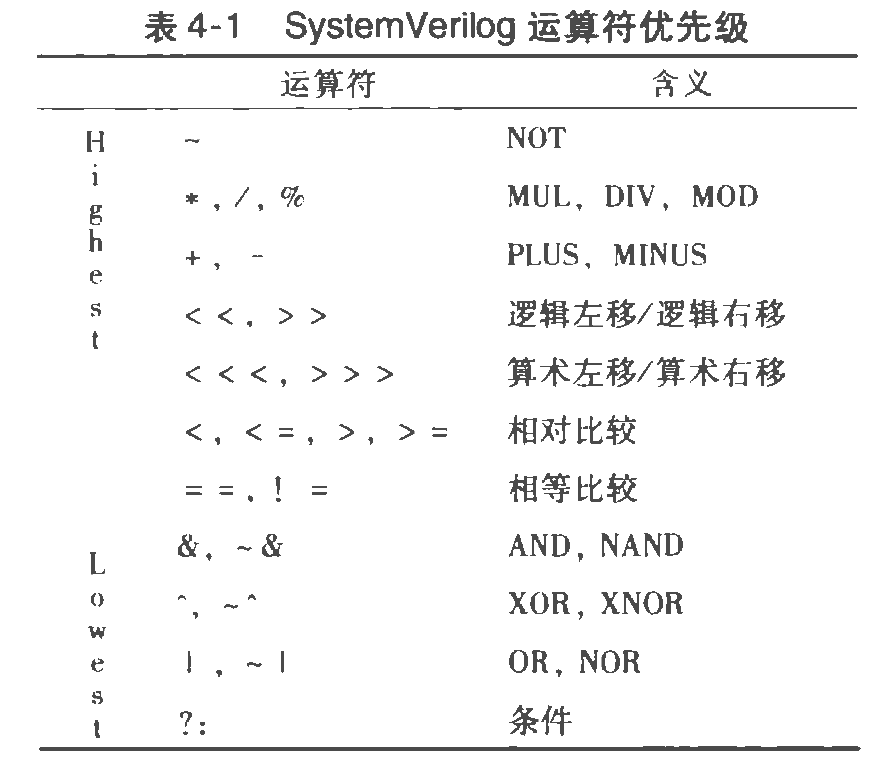 表 4-1 SystemVerilog 运算符优先级
运算符 含义
Highest
~ NOT
* , / , % MUL, DIV, MOD
+ , - PLUS, MINUS
< < , > > 逻辑左移/逻辑右移
< < < , > > > 算术左移/算术右移
< , < = , > , > = 相对比较
= = , ! = 相等比较
Lowest
& , ~ & AND, NAND
^ , ~ ^ XOR, XNOR
| , ~ | OR, NOR
? : 条件